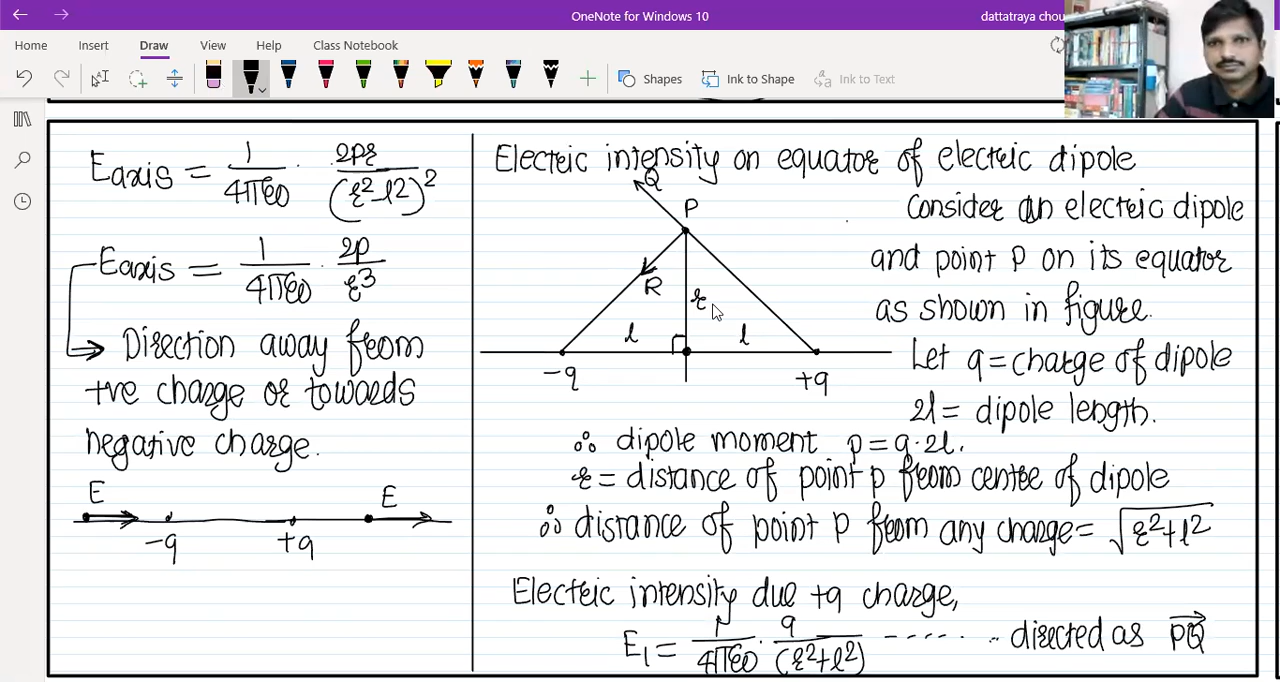 OneNote for Windows 10
dattatraya chou
Home Insert Draw View Help Class Notebook
Shapes Ink to Shape Ink to Text
E axis = 1/4πε0 · 2pr/(r²-l2)²
E axis = 1/4πε0 · 2p/r³
→ Direction away from
+ve charge or towards
negative charge.
E E
-q +q
Electric intensity on equator of electric dipole
Q
P
R
r
l l
-q +q
Consider an electric dipole
and point P on its equator
as shown in figure.
Let q = charge of dipole
2l = dipole length.
∴ dipole moment p = q·2l.
r = distance of point p from centre of dipole
∴ distance of point p from any charge = √r²+l²
Electric intensity due +q charge,
E1 = 1/4πε0 · q/(r²+l²) ------ directed as PQ⃗